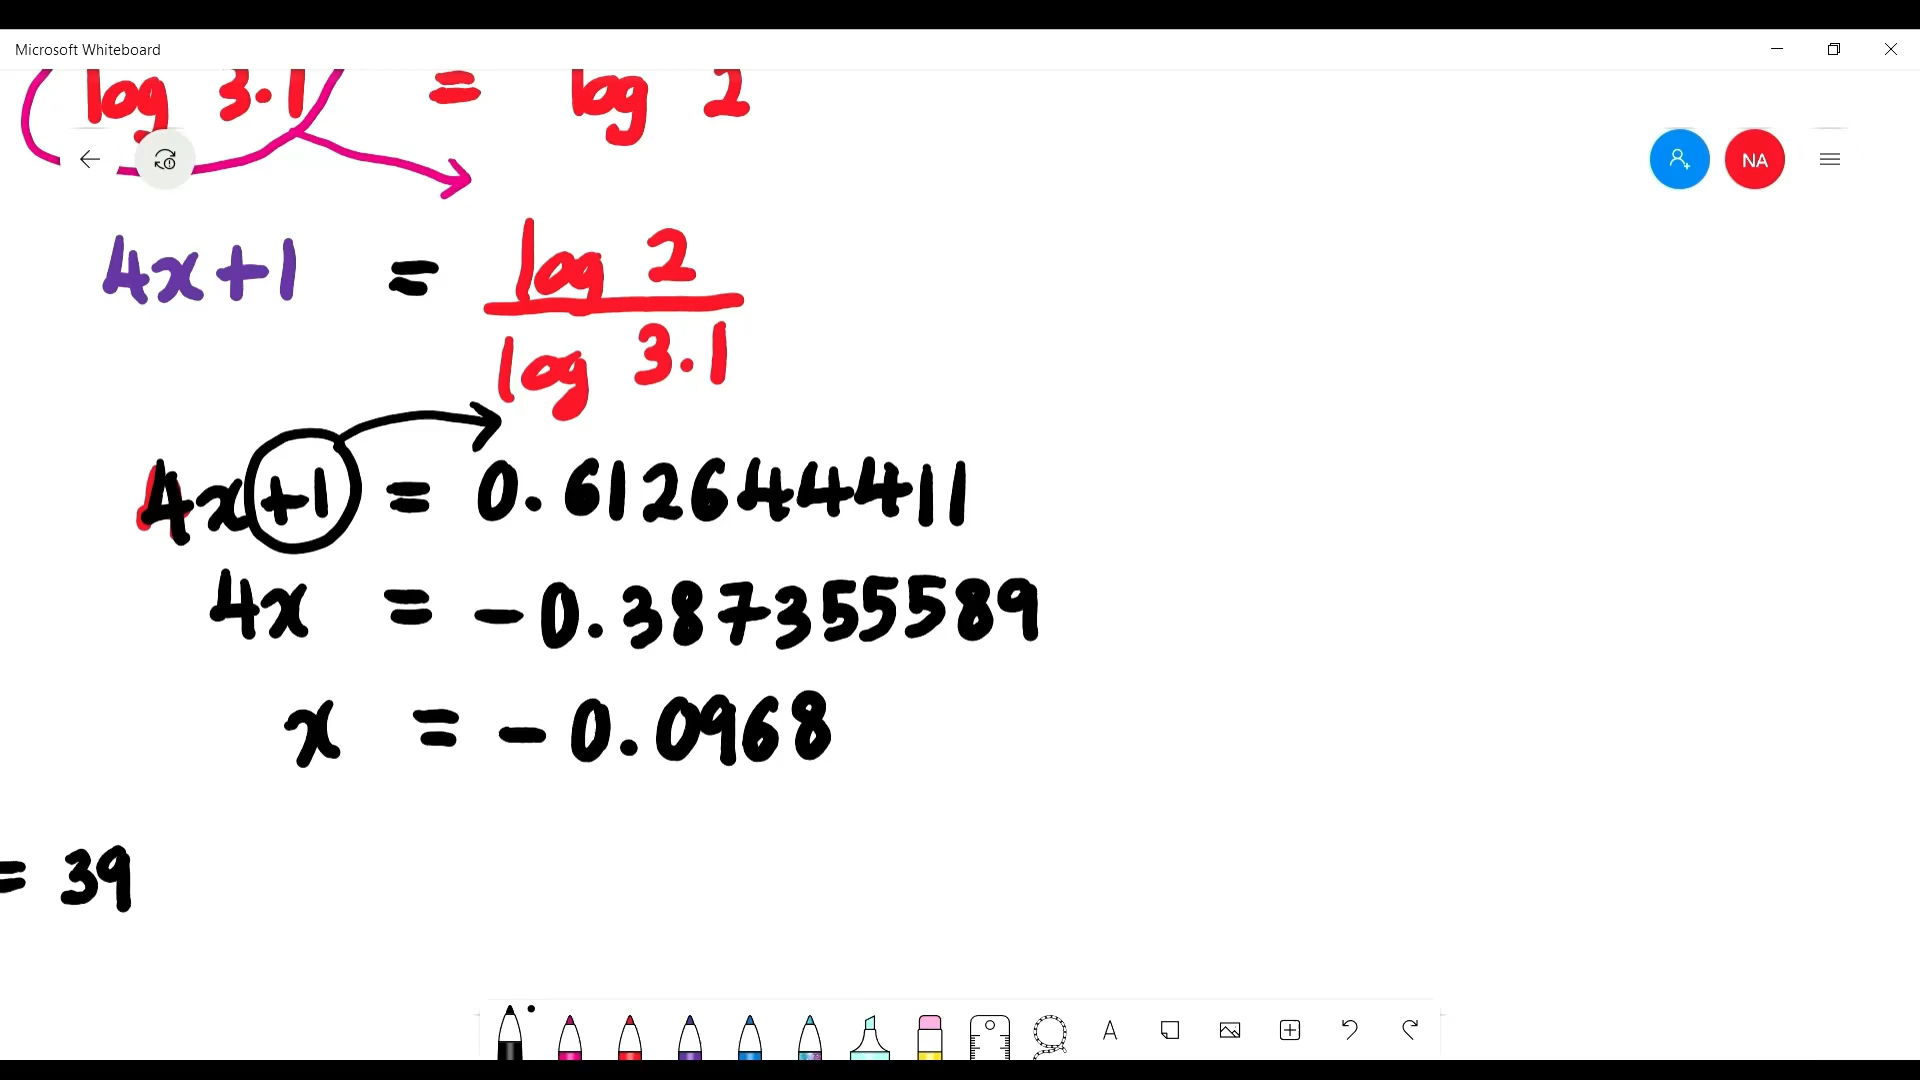 Microsoft Whiteboard
log 3.1 = log 2
NA
4x+1 = log 2
log 3.1
4x+1 = 0.612644411
4x = -0.387355589
x = -0.0968
= 39
A